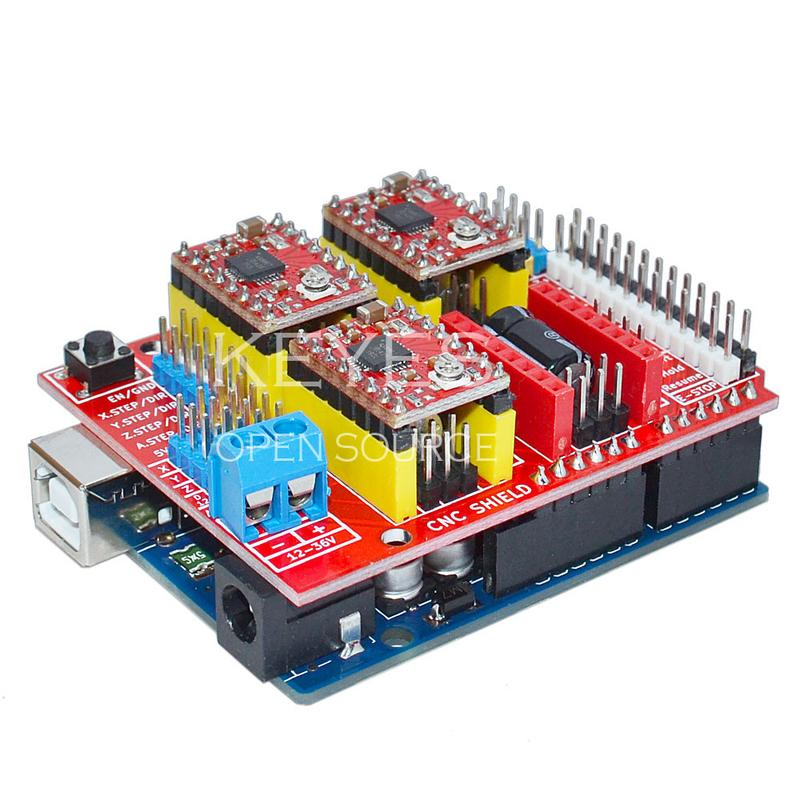 KEYES
OPEN SOURCE
EN/GND
X.STEP/DIR
Y.STEP/DIR
Z.STEP/DIR
A.STEP
5V
Hold
Resume
E-STOP
CNC SHIELD
- +
12-36V